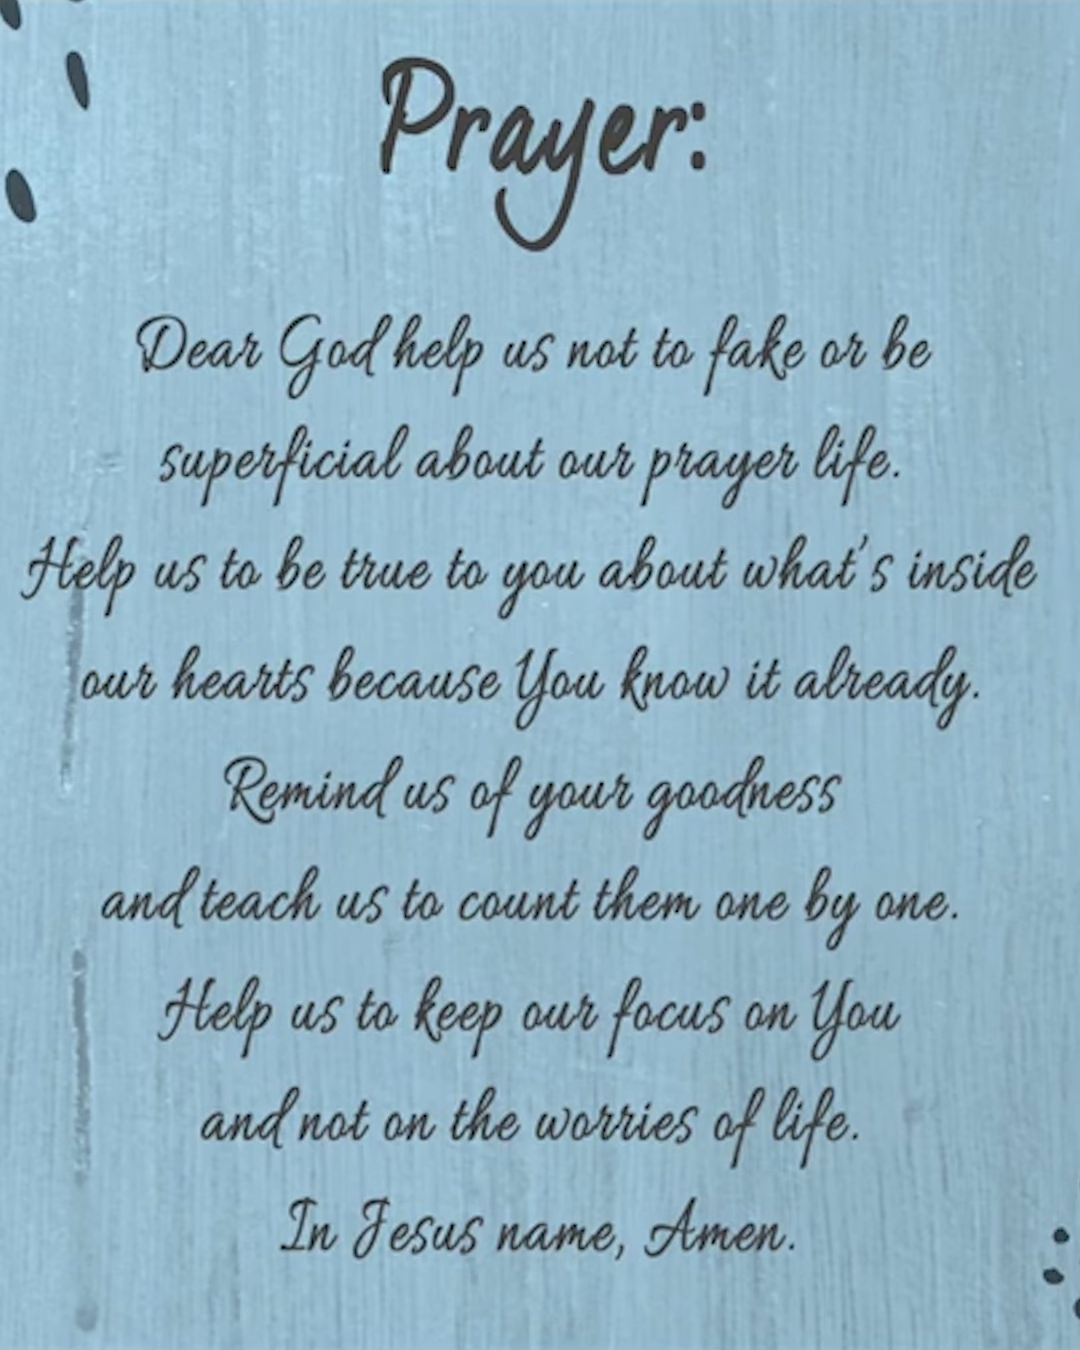 Prayer:
Dear God help us not to fake or be
superficial about our prayer life.
Help us to be true to you about what's inside
our hearts because You know it already.
Remind us of your goodness
and teach us to count them one by one.
Help us to keep our focus on You
and not on the worries of life.
In Jesus name, Amen.